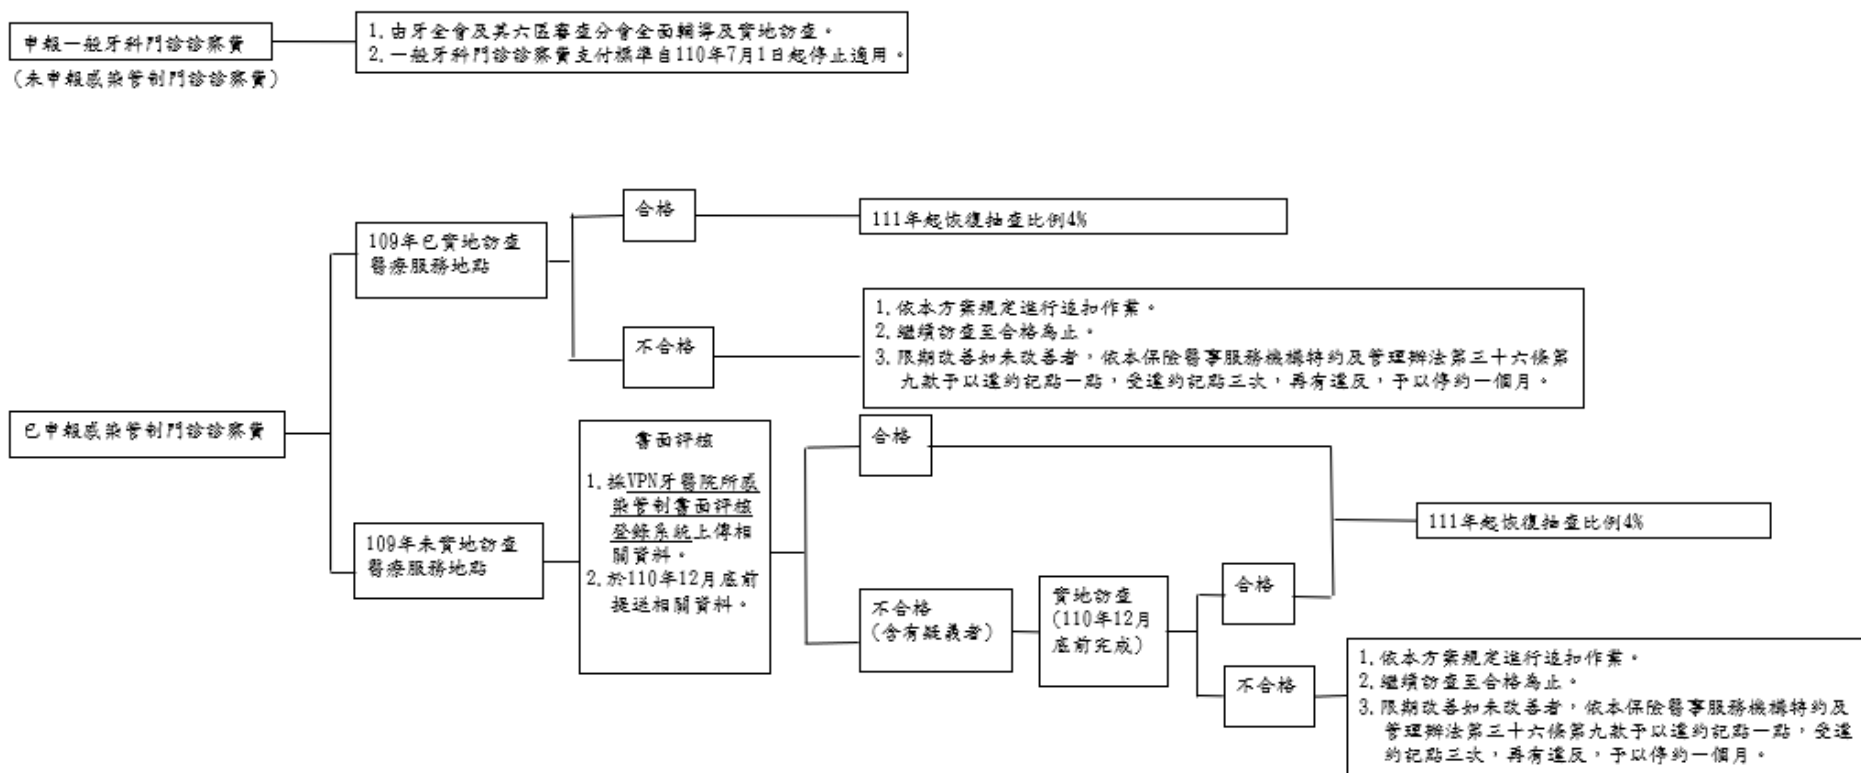 申報一般牙科門診診察費
(未申報感染管制門診診察費)
1.由牙全會及其六區審查分會全面輔導及實地訪查。
2.一般牙科門診診察費支付標準自110年7月1日起停止適用。
已申報感染管制門診診察費
109年已實地訪查
醫療服務地點
合格
111年起恢復抽查比例4%
不合格
1.依本方案規定進行追扣作業。
2.繼續訪查至合格為止。
3.限期改善如未改善者，依本保險醫事服務機構特約及管理辦法第三十六條第
九款予以違約記點一點，受違約記點三次，再有違反，予以停約一個月。
109年未實地訪查
醫療服務地點
書面評核
1.採VPN牙醫院所感
染管制書面評核
登錄系統上傳相
關資料。
2.於110年12月底前
提送相關資料。
合格
111年起恢復抽查比例4%
不合格
(含有疑義者)
實地訪查
(110年12月
底前完成)
合格
不合格
1.依本方案規定進行追扣作業。
2.繼續訪查至合格為止。
3.限期改善如未改善者，依本保險醫事服務機構特約及
管理辦法第三十六條第九款予以違約記點一點，受違
約記點三次，再有違反，予以停約一個月。